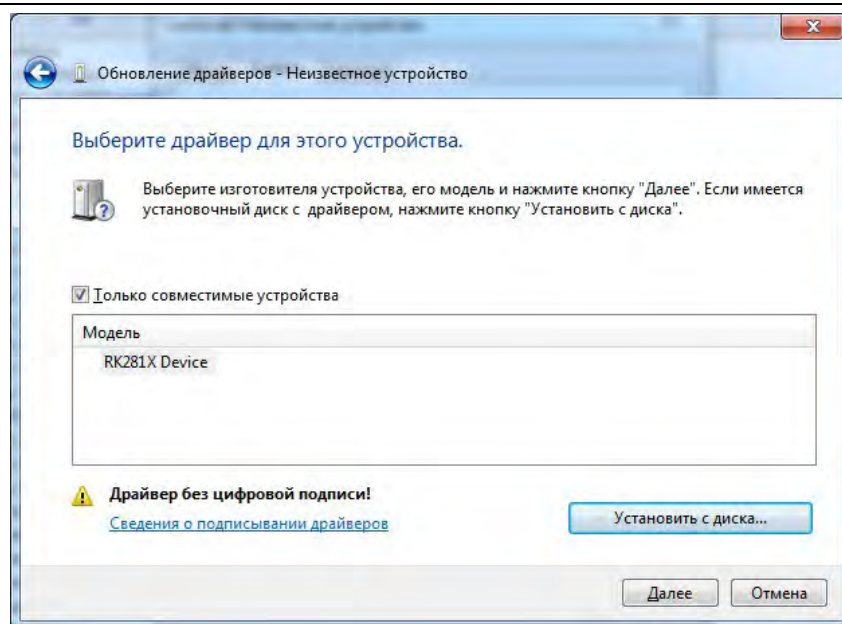 Обновление драйверов - Неизвестное устройство
Выберите драйвер для этого устройства.
Выберите изготовителя устройства, его модель и нажмите кнопку "Далее". Если имеется
установочный диск с драйвером, нажмите кнопку "Установить с диска".
Только совместимые устройства
Модель
RK281X Device
Драйвер без цифровой подписи!
Сведения о подписывании драйверов
Установить с диска...
Далее
Отмена